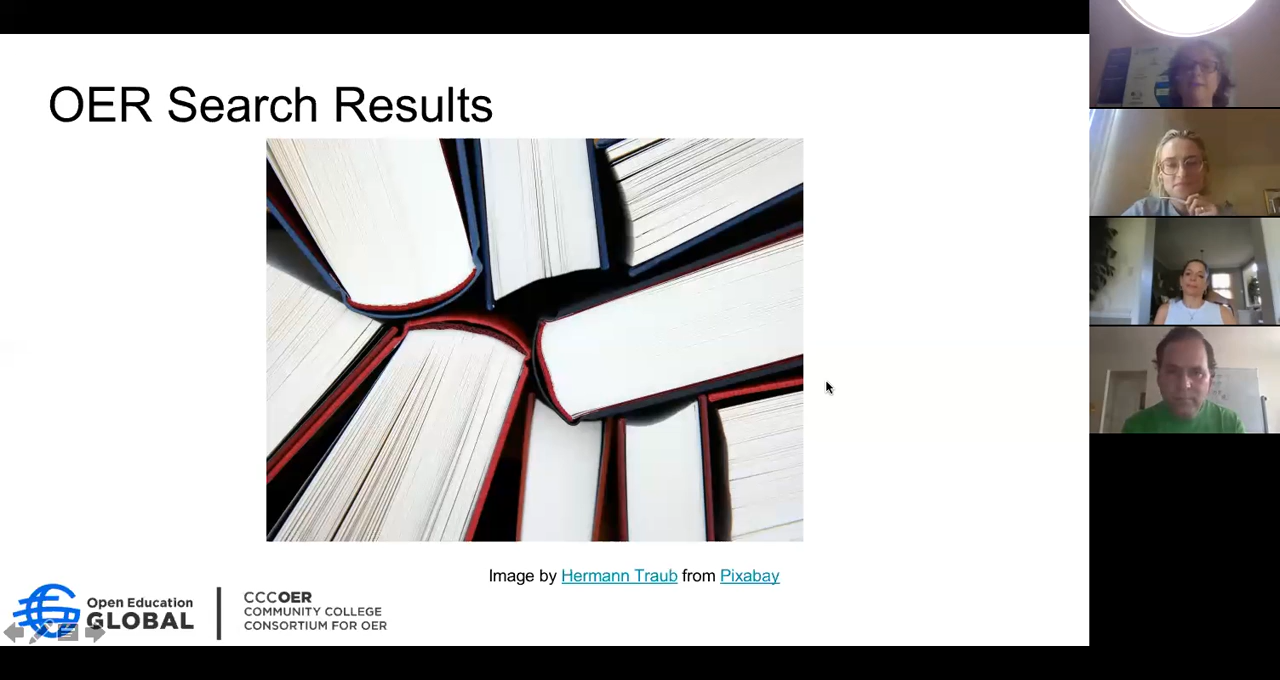 OER Search Results
Image by Hermann Traub from Pixabay
Open Education
GLOBAL
CCCOER
COMMUNITY COLLEGE
CONSORTIUM FOR OER